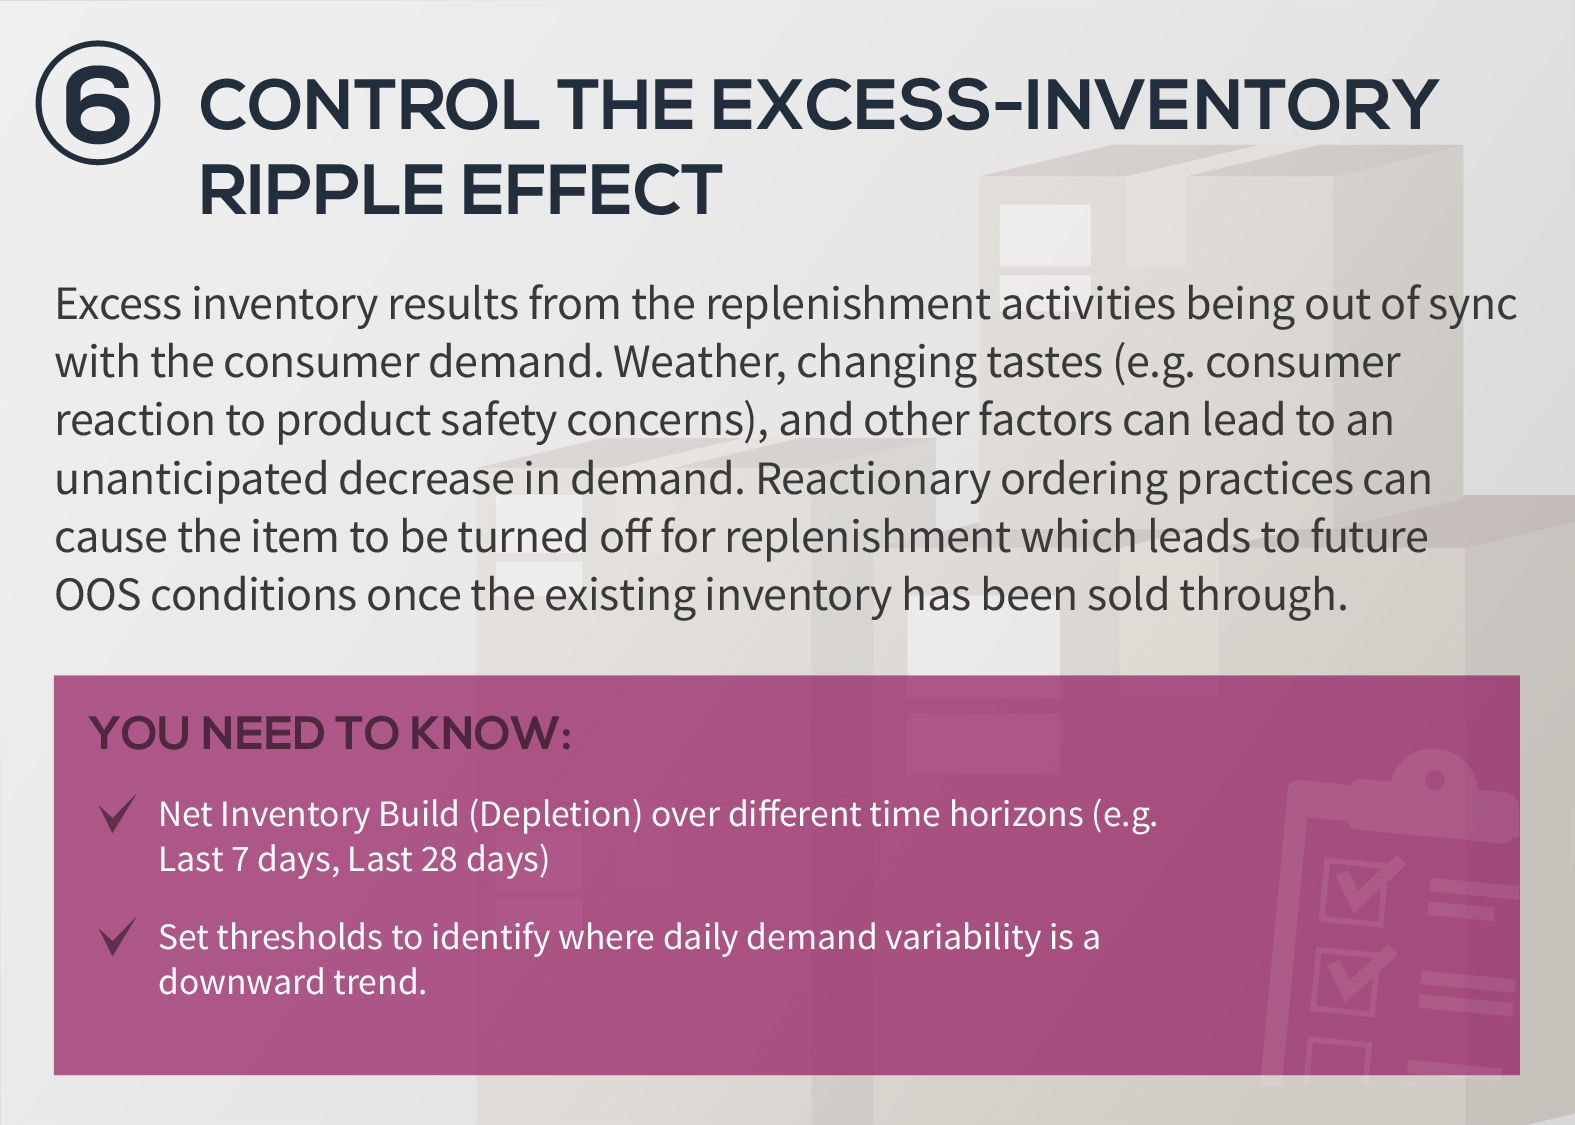 6
CONTROL THE EXCESS-INVENTORY
RIPPLE EFFECT
Excess inventory results from the replenishment activities being out of sync
with the consumer demand. Weather, changing tastes (e.g. consumer
reaction to product safety concerns), and other factors can lead to an
unanticipated decrease in demand. Reactionary ordering practices can
cause the item to be turned off for replenishment which leads to future
OOS conditions once the existing inventory has been sold through.
YOU NEED TO KNOW:
Net Inventory Build (Depletion) over different time horizons (e.g.
Last 7 days, Last 28 days)
Set thresholds to identify where daily demand variability is a
downward trend.